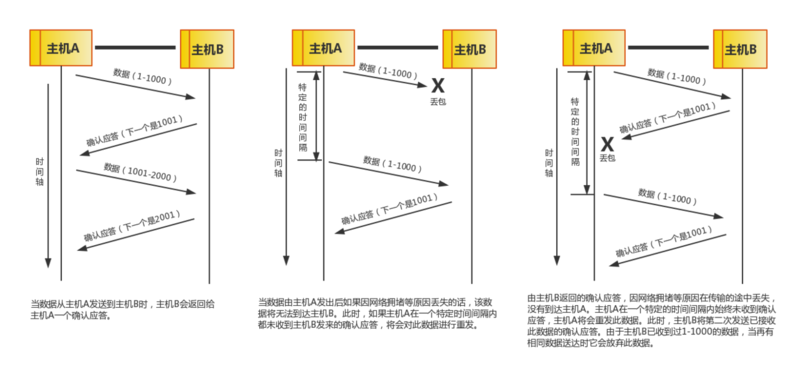 主机A
主机B
数据（1-1000）
确认应答（下一个是1001）
数据（1001-2000）
确认应答（下一个是2001）
时间轴
当数据从主机A发送到主机B时，主机B会返回给
主机A一个确认应答。
主机A
主机B
数据（1-1000）
X
丢包
特定的时间间隔
数据（1-1000）
确认应答（下一个是1001）
时间轴
当数据由主机A发出后如果因网络拥堵等原因丢失的话，该数
据将无法到达主机B。此时，如果主机A在一个特定时间间隔内
都未收到主机B发来的确认应答，将会对此数据进行重发。
主机A
主机B
数据（1-1000）
确认应答（下一个是1001）
X
丢包
特定的时间间隔
数据（1-1000）
确认应答（下一个是1001）
时间轴
由主机B返回的确认应答，因网络拥堵等原因在传输的途中丢失，
没有到达主机A。主机A在一个特定的时间间隔内始终未收到确认
应答，主机A将会重发此数据。此时，主机B将第二次发送已接收
此数据的确认应答。由于主机B已收到过1-1000的数据，当再有
相同数据送达时它会放弃此数据。